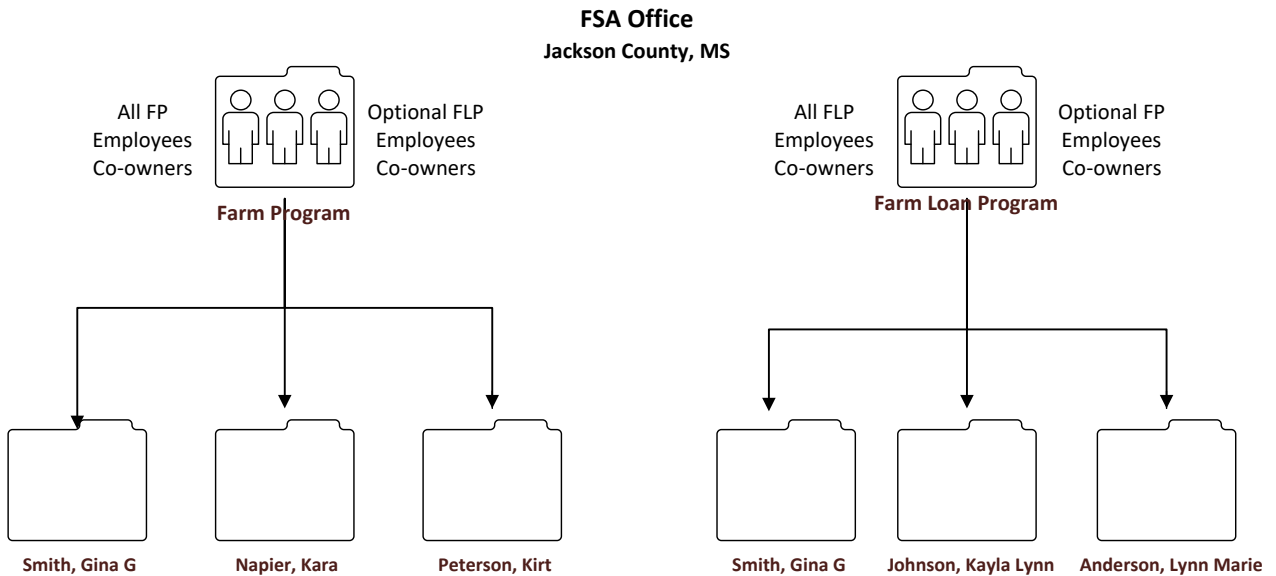 FSA Office
Jackson County, MS
All FP
Employees
Co-owners
Optional FLP
Employees
Co-owners
Farm Program
All FLP
Employees
Co-owners
Optional FP
Employees
Co-owners
Farm Loan Program
Smith, Gina G
Napier, Kara
Peterson, Kirt
Smith, Gina G
Johnson, Kayla Lynn
Anderson, Lynn Marie